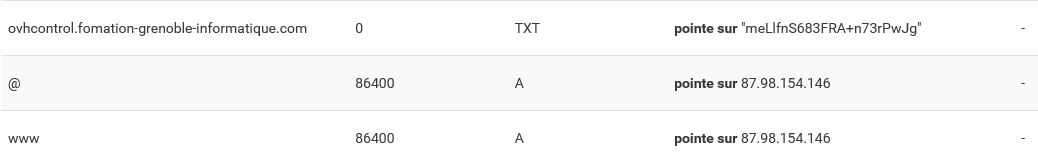 ovhcontrol.fomation-grenoble-informatique.com 0 TXT pointe sur "meLlfnS683FRA+n73rPwJg" -
@ 86400 A pointe sur 87.98.154.146 -
www 86400 A pointe sur 87.98.154.146 -